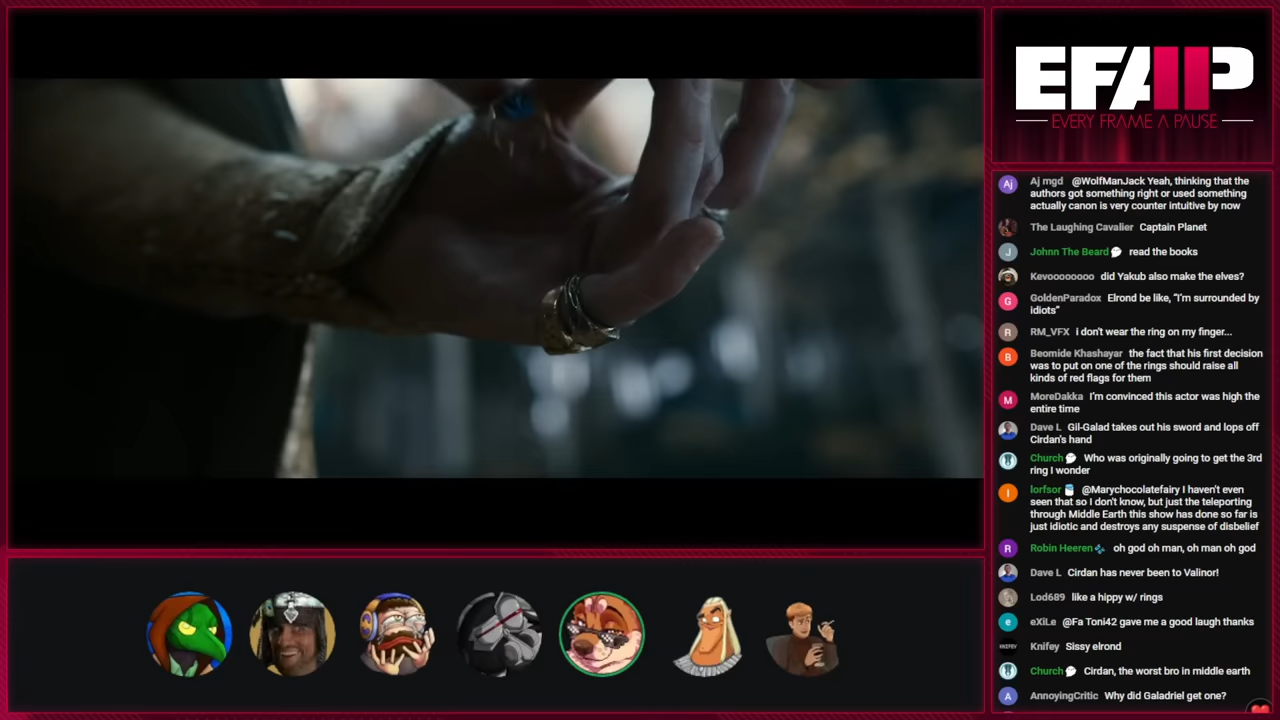 EFAP
EVERY FRAME A PAUSE
Aj
Aj mgd @WolfManJack Yeah, thinking that the
authors got something right or used something
actually canon is very counter intuitive by now
The Laughing Cavalier Captain Planet
J
Johnn The Beard read the books
Kevoooooooo did Yakub also make the elves?
G
GoldenParadox Elrond be like, “I’m surrounded by
idiots”
R
RM_VFX i don't wear the ring on my finger...
B
Beomide Khashayar the fact that his first decision
was to put on one of the rings should raise all
kinds of red flags for them
M
MoreDakka I’m convinced this actor was high the
entire time
Dave L Gil-Galad takes out his sword and lops off
Cirdan's hand
Church Who was originally going to get the 3rd
ring I wonder
l
lorfsor @Marychocolatefairy I haven't even
seen that so I don't know, but just the teleporting
through Middle Earth this show has done so far is
just idiotic and destroys any suspense of disbelief
R
Robin Heeren oh god oh man, oh man oh god
Dave L Cirdan has never been to Valinor!
Lod689 like a hippy w/ rings
e
eXiLe @Fa Toni42 gave me a good laugh thanks
KNIFEY
Knifey Sissy elrond
Church Cirdan, the worst bro in middle earth
A
AnnoyingCritic Why did Galadriel get one?